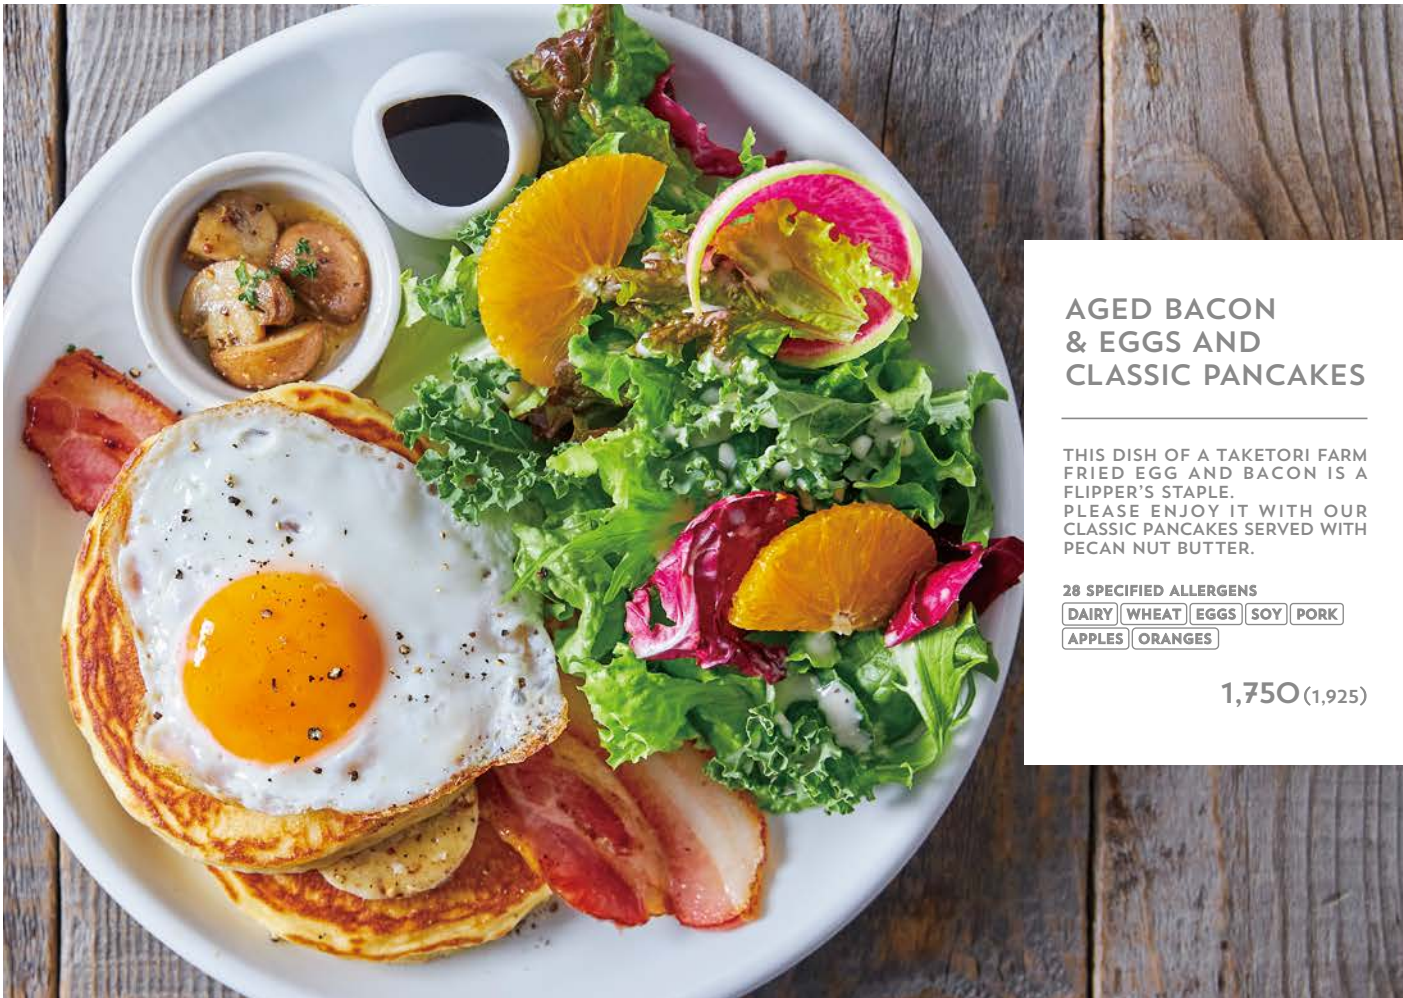 AGED BACON
& EGGS AND
CLASSIC PANCAKES
THIS DISH OF A TAKETORI FARM
FRIED EGG AND BACON IS A
FLIPPER'S STAPLE.
PLEASE ENJOY IT WITH OUR
CLASSIC PANCAKES SERVED WITH
PECAN NUT BUTTER.
28 SPECIFIED ALLERGENS
DAIRY WHEAT EGGS SOY PORK
APPLES ORANGES
1,750 (1,925)